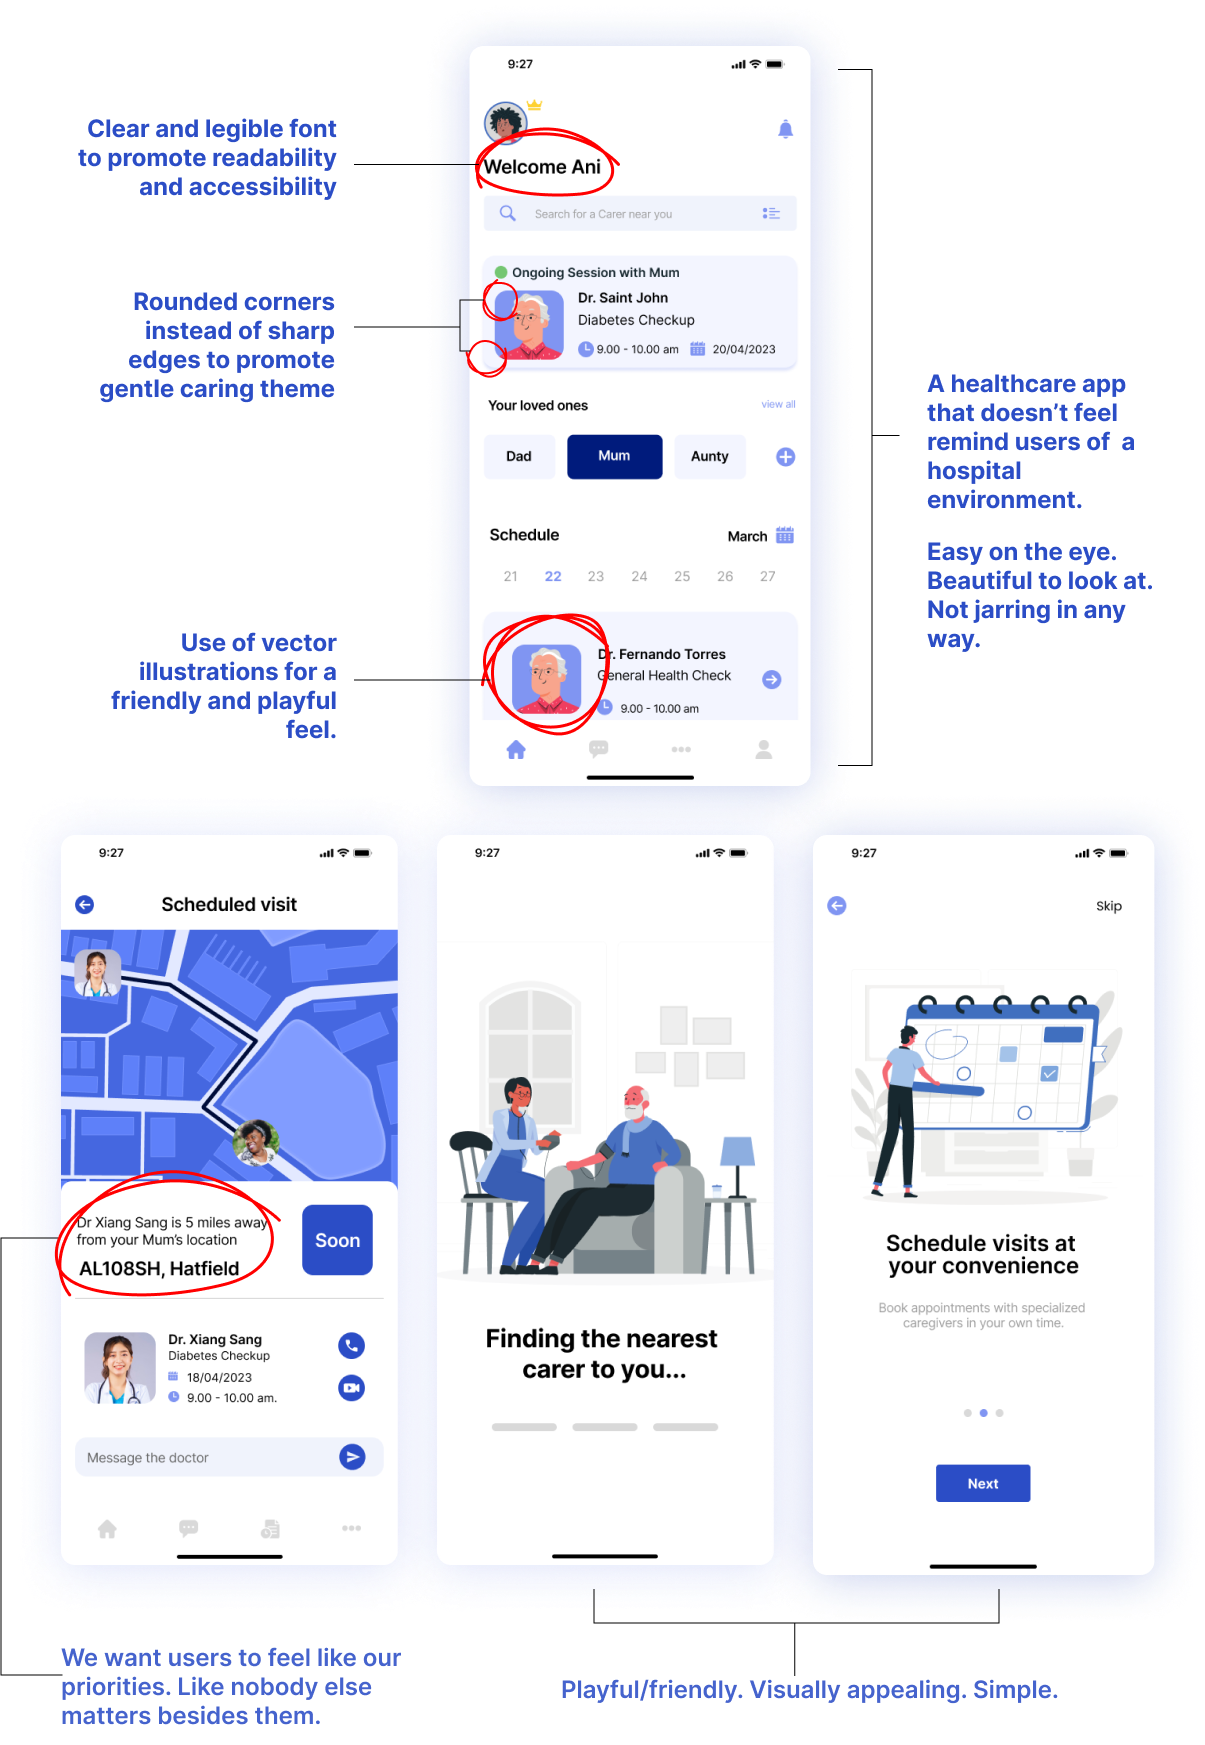 Clear and legible font
to promote readability
and accessibility
Rounded corners
instead of sharp
edges to promote
gentle caring theme
Use of vector
illustrations for a
friendly and playful
feel.
9:27
Welcome Ani
Search for a Carer near you
Ongoing Session with Mum
Dr. Saint John
Diabetes Checkup
9.00 - 10.00 am 20/04/2023
Your loved ones view all
Dad Mum Aunty
Schedule March
21 22 23 24 25 26 27
Dr. Fernando Torres
General Health Check
9.00 - 10.00 am
A healthcare app
that doesn’t feel
remind users of a
hospital
environment.
Easy on the eye.
Beautiful to look at.
Not jarring in any
way.
9:27
Scheduled visit
Dr Xiang Sang is 5 miles away
from your Mum's location
AL108SH, Hatfield
Soon
Dr. Xiang Sang
Diabetes Checkup
18/04/2023
9.00 - 10.00 am.
Message the doctor
9:27
Finding the nearest
carer to you...
9:27
Skip
Schedule visits at
your convenience
Book appointments with specialized
caregivers in your own time.
Next
We want users to feel like our
priorities. Like nobody else
matters besides them.
Playful/friendly. Visually appealing. Simple.